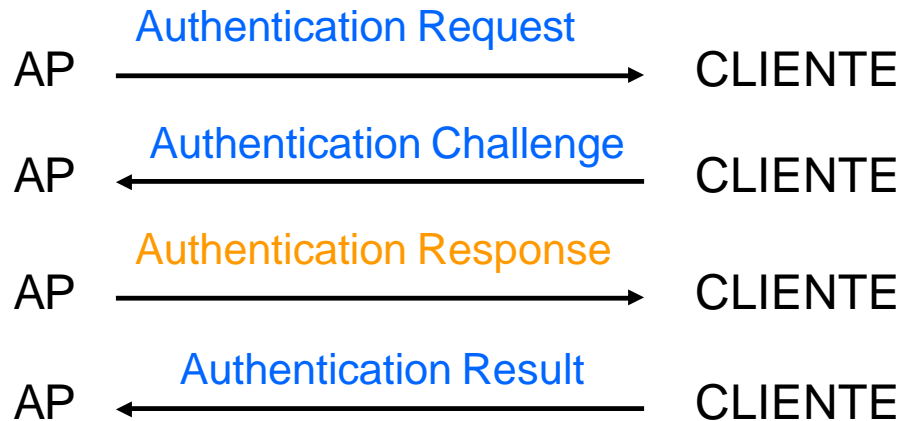 Authentication Request
AP CLIENTE
Authentication Challenge
AP CLIENTE
Authentication Response
AP CLIENTE
Authentication Result
AP CLIENTE